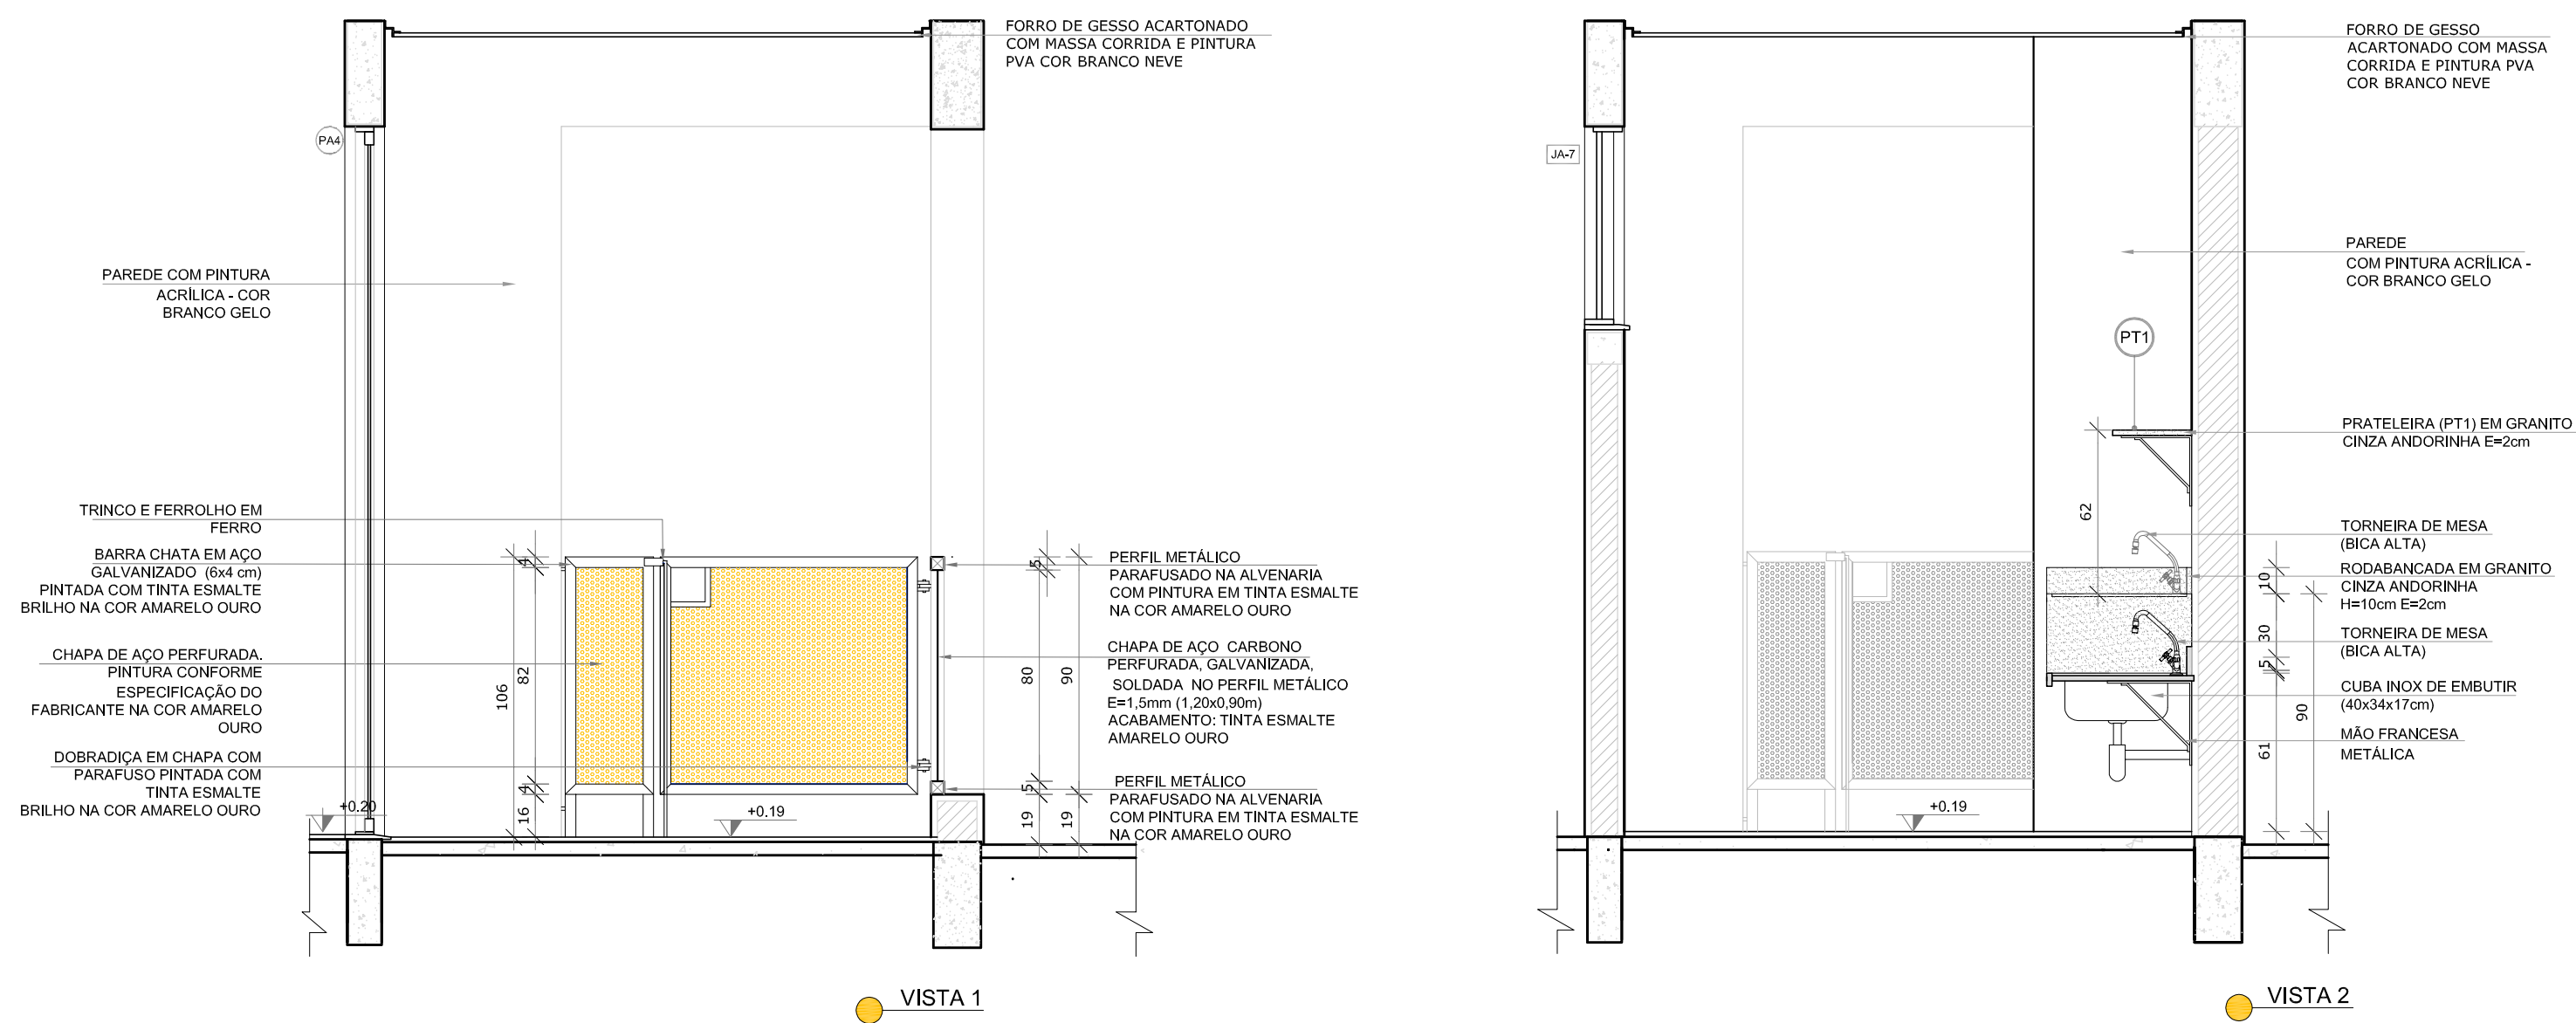 FORRO DE GESSO ACARTONADO
COM MASSA CORRIDA E PINTURA
PVA COR BRANCO NEVE
PA4
PAREDE COM PINTURA
ACRÍLICA - COR
BRANCO GELO
TRINCO E FERROLHO EM
FERRO
BARRA CHATA EM AÇO
GALVANIZADO (6x4 cm)
PINTADA COM TINTA ESMALTE
BRILHO NA COR AMARELO OURO
CHAPA DE AÇO PERFURADA.
PINTURA CONFORME
ESPECIFICAÇÃO DO
FABRICANTE NA COR AMARELO
OURO
DOBRADIÇA EM CHAPA COM
PARAFUSO PINTADA COM
TINTA ESMALTE
BRILHO NA COR AMARELO OURO
+0.20
106
4
82
4
16
+0.19
5
80
90
5
19
19
PERFIL METÁLICO
PARAFUSADO NA ALVENARIA
COM PINTURA EM TINTA ESMALTE
NA COR AMARELO OURO
CHAPA DE AÇO CARBONO
PERFURADA, GALVANIZADA,
SOLDADA NO PERFIL METÁLICO
E=1,5mm (1,20x0,90m)
ACABAMENTO: TINTA ESMALTE
AMARELO OURO
PERFIL METÁLICO
PARAFUSADO NA ALVENARIA
COM PINTURA EM TINTA ESMALTE
NA COR AMARELO OURO
VISTA 1
FORRO DE GESSO
ACARTONADO COM MASSA
CORRIDA E PINTURA PVA
COR BRANCO NEVE
JA-7
PAREDE
COM PINTURA ACRÍLICA -
COR BRANCO GELO
PT1
PRATELEIRA (PT1) EM GRANITO
CINZA ANDORINHA E=2cm
62
TORNEIRA DE MESA
(BICA ALTA)
RODABANCADA EM GRANITO
CINZA ANDORINHA
H=10cm E=2cm
TORNEIRA DE MESA
(BICA ALTA)
CUBA INOX DE EMBUTIR
(40x34x17cm)
MÃO FRANCESA
METÁLICA
10
30
5
61
90
+0.19
VISTA 2